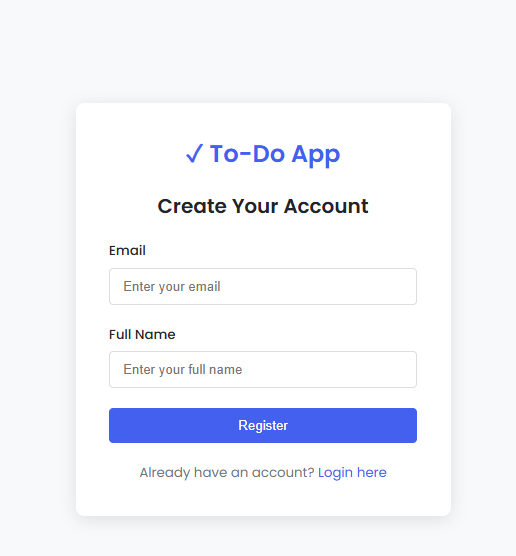 ✓ To-Do App
Create Your Account
Email
Enter your email
Full Name
Enter your full name
Register
Already have an account? Login here